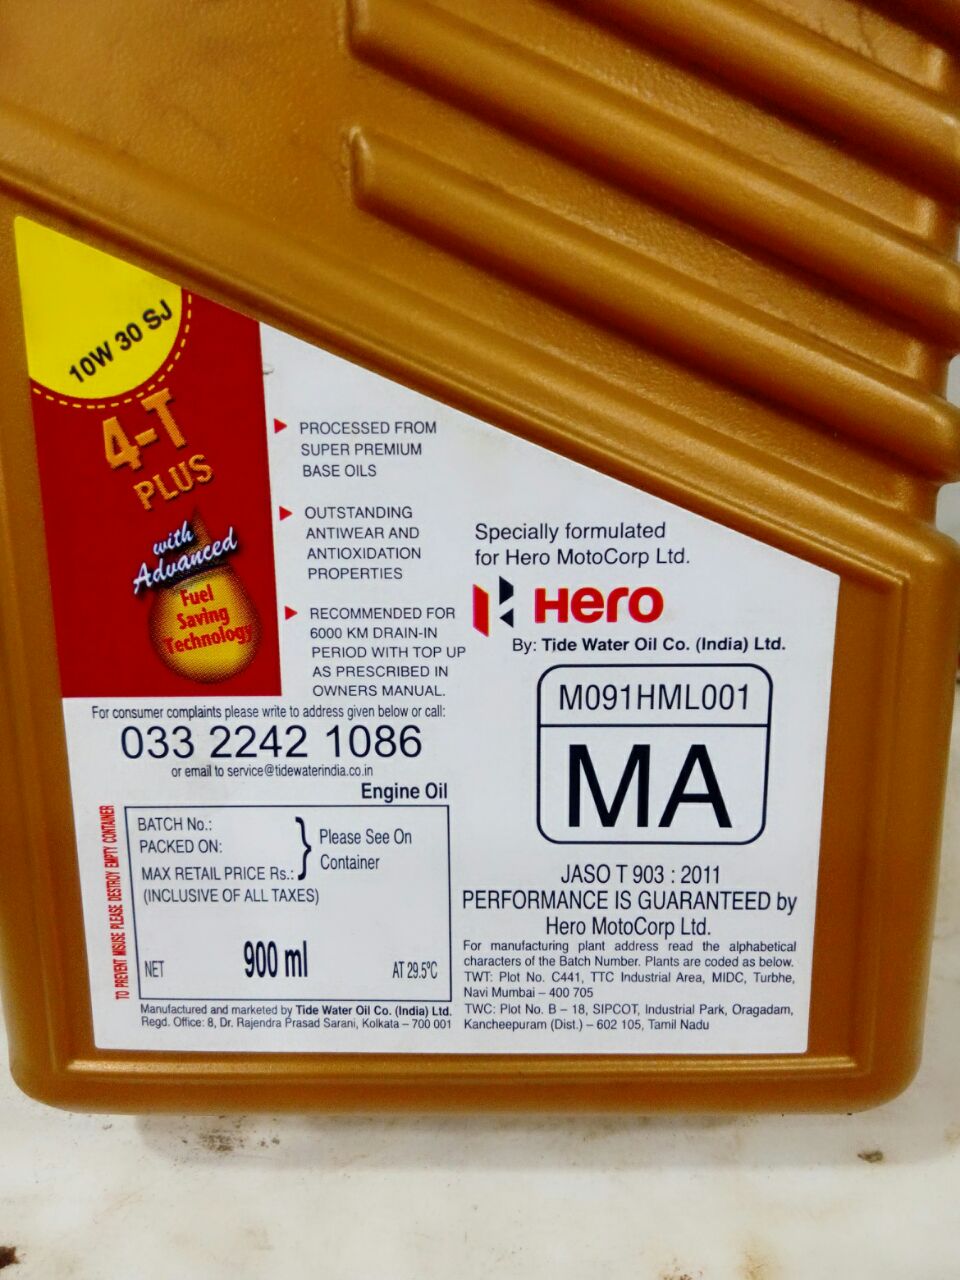 10W 30 SJ
4-T
PLUS
with
Advanced
Fuel
Saving
Technology
PROCESSED FROM
SUPER PREMIUM
BASE OILS
OUTSTANDING
ANTIWEAR AND
ANTIOXIDATION
PROPERTIES
RECOMMENDED FOR
6000 KM DRAIN-IN
PERIOD WITH TOP UP
AS PRESCRIBED IN
OWNERS MANUAL.
Specially formulated
for Hero MotoCorp Ltd.
Hero
By: Tide Water Oil Co. (India) Ltd.
M091HML001
MA
JASO T 903 : 2011
PERFORMANCE IS GUARANTEED by
Hero MotoCorp Ltd.
For manufacturing plant address read the alphabetical
characters of the Batch Number. Plants are coded as below.
TWT: Plot No. C441, TTC Industrial Area, MIDC, Turbhe,
Navi Mumbai – 400 705
TWC: Plot No. B – 18, SIPCOT, Industrial Park, Oragadam,
Kancheepuram (Dist.) – 602 105, Tamil Nadu
For consumer complaints please write to address given below or call:
033 2242 1086
or email to service@tidewaterindia.co.in
Engine Oil
TO PREVENT MISUSE PLEASE DESTROY EMPTY CONTAINER
BATCH No.:
PACKED ON:
MAX RETAIL PRICE Rs.:
(INCLUSIVE OF ALL TAXES)
Please See On
Container
NET 900 ml AT 29.5°C
Manufactured and marketed by Tide Water Oil Co. (India) Ltd.
Regd. Office: 8, Dr. Rajendra Prasad Sarani, Kolkata – 700 001